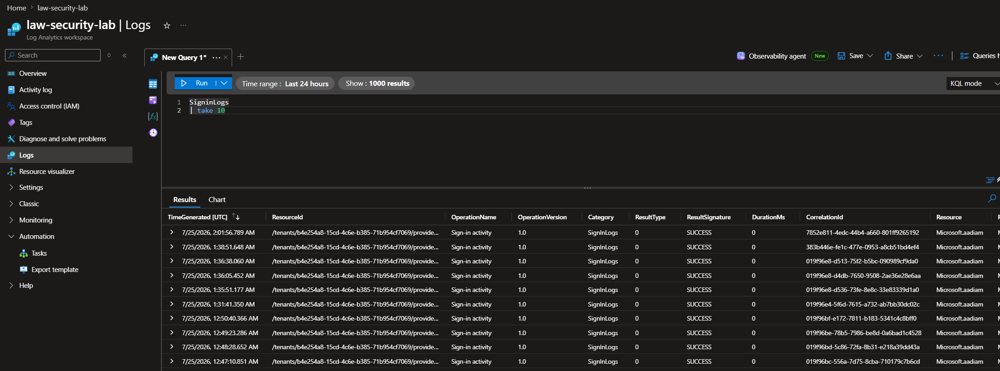 Home > law-security-lab
law-security-lab | Logs
Log Analytics workspace
Search
Overview
Activity log
Access control (IAM)
Tags
Diagnose and solve problems
Logs
Resource visualizer
Settings
Classic
Monitoring
Automation
Tasks
Export template
Help
New Query 1*
Observability agent New Save Share Queries h
Run Time range : Last 24 hours Show : 1000 results KQL mode
1 SigninLogs
2 | take 10
Results Chart
TimeGenerated [UTC] ResourceId OperationName OperationVersion Category ResultType ResultSignature DurationMs CorrelationId Resource
7/25/2026, 2:01:56.789 AM /tenants/b4e254a8-15cd-4c6e-b385-71b954cf7069/provide... Sign-in activity 1.0 SignInLogs 0 SUCCESS 0 7852e811-4edc-44b4-a660-801ff9265192 Microsoft.aadiam
7/25/2026, 1:38:51.648 AM /tenants/b4e254a8-15cd-4c6e-b385-71b954cf7069/provide... Sign-in activity 1.0 SignInLogs 0 SUCCESS 0 383b446e-fe1c-477e-0953-a8cb51bd4ef4 Microsoft.aadiam
7/25/2026, 1:36:38.060 AM /tenants/b4e254a8-15cd-4c6e-b385-71b954cf7069/provide... Sign-in activity 1.0 SignInLogs 0 SUCCESS 0 019f96e8-d513-75f2-b5bc-090989cf9da0 Microsoft.aadiam
7/25/2026, 1:36:05.452 AM /tenants/b4e254a8-15cd-4c6e-b385-71b954cf7069/provide... Sign-in activity 1.0 SignInLogs 0 SUCCESS 0 019f96e8-d4db-7650-9508-2ae36e28e6aa Microsoft.aadiam
7/25/2026, 1:35:51.177 AM /tenants/b4e254a8-15cd-4c6e-b385-71b954cf7069/provide... Sign-in activity 1.0 SignInLogs 0 SUCCESS 0 019f96e8-d536-73fe-8e8c-33e83339d1a0 Microsoft.aadiam
7/25/2026, 1:31:41.350 AM /tenants/b4e254a8-15cd-4c6e-b385-71b954cf7069/provide... Sign-in activity 1.0 SignInLogs 0 SUCCESS 0 019f96e4-5f6d-7615-a732-ab7bb30dc02c Microsoft.aadiam
7/25/2026, 12:50:40.366 AM /tenants/b4e254a8-15cd-4c6e-b385-71b954cf7069/provide... Sign-in activity 1.0 SignInLogs 0 SUCCESS 0 019f96bf-e172-7811-b183-5341c4c8bff0 Microsoft.aadiam
7/25/2026, 12:49:23.286 AM /tenants/b4e254a8-15cd-4c6e-b385-71b954cf7069/provide... Sign-in activity 1.0 SignInLogs 0 SUCCESS 0 019f96be-78b5-7986-be8d-0a6bad1c4528 Microsoft.aadiam
7/25/2026, 12:48:28.652 AM /tenants/b4e254a8-15cd-4c6e-b385-71b954cf7069/provide... Sign-in activity 1.0 SignInLogs 0 SUCCESS 0 019f96bd-5c86-72fa-8b31-e218a39dd43a Microsoft.aadiam
7/25/2026, 12:47:10.851 AM /tenants/b4e254a8-15cd-4c6e-b385-71b954cf7069/provide... Sign-in activity 1.0 SignInLogs 0 SUCCESS 0 019f96bc-556a-7d75-8cba-710179c7b6cd Microsoft.aadiam